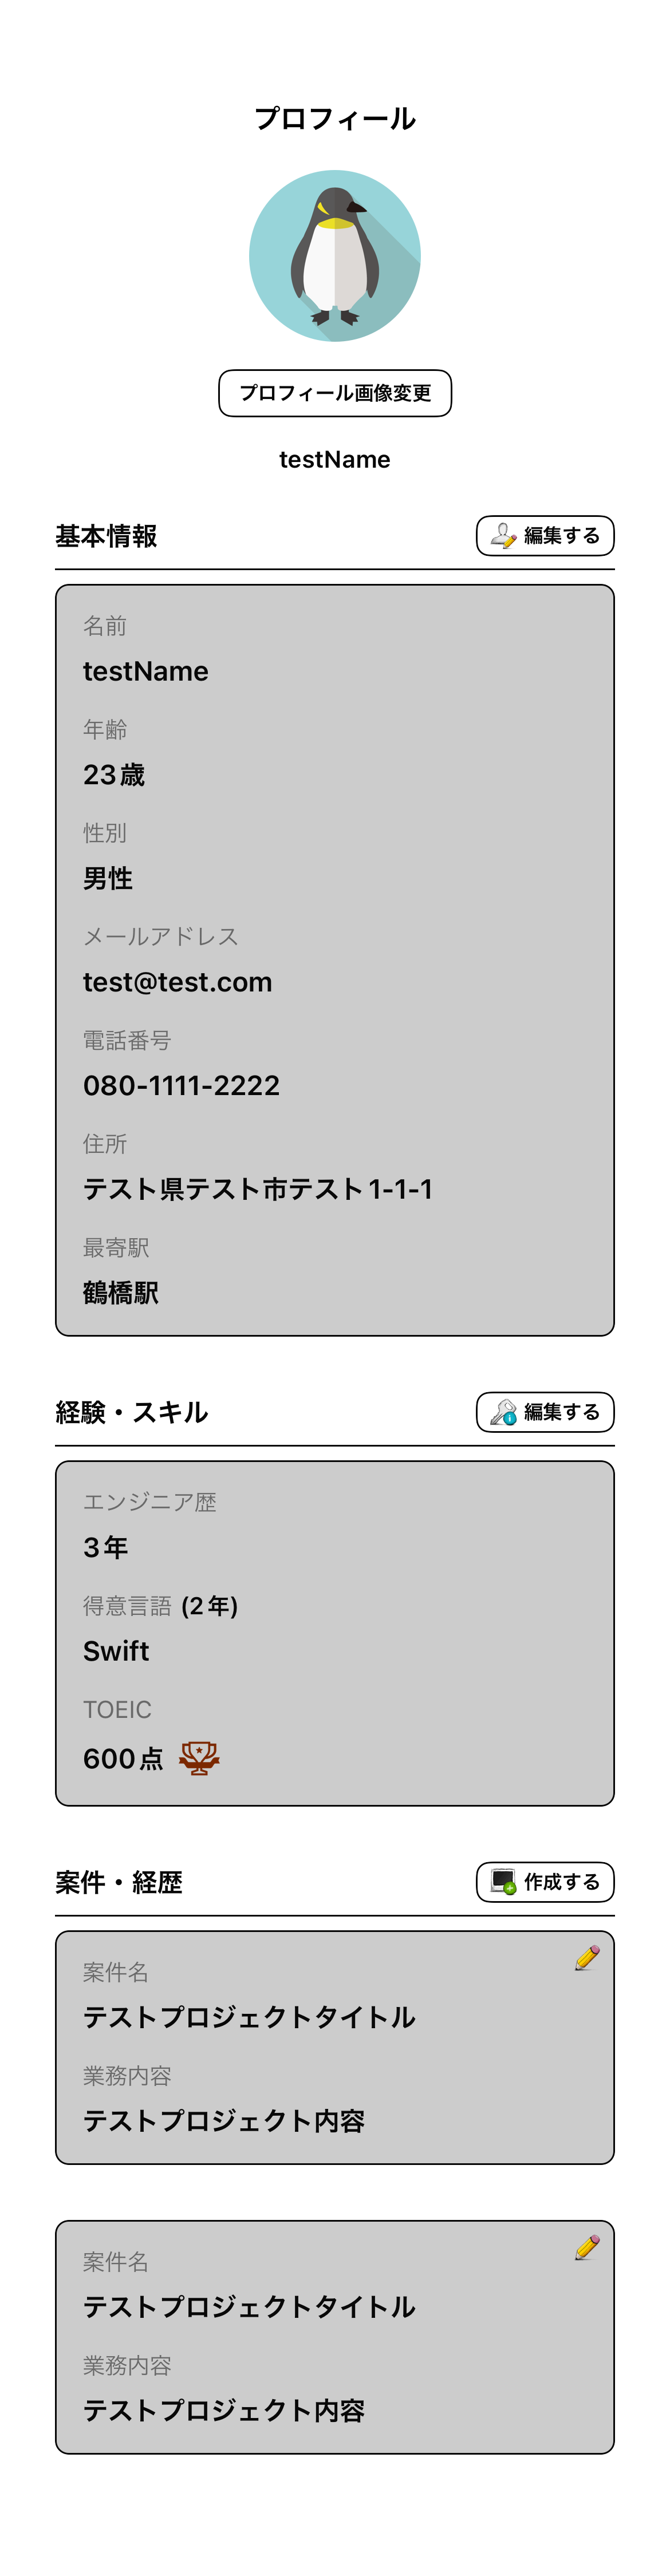 プロフィール
プロフィール画像変更
testName
基本情報
編集する
名前
testName
年齢
23歳
性別
男性
メールアドレス
test@test.com
電話番号
080-1111-2222
住所
テスト県テスト市テスト1-1-1
最寄駅
鶴橋駅
経験・スキル
編集する
エンジニア歴
3年
得意言語 (2年)
Swift
TOEIC
600点
案件・経歴
作成する
案件名
テストプロジェクトタイトル
業務内容
テストプロジェクト内容
案件名
テストプロジェクトタイトル
業務内容
テストプロジェクト内容